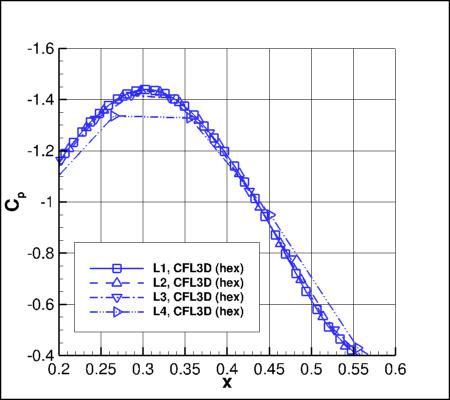 -1.6
-1.4
-1.2
-1
-0.8
-0.6
-0.4
Cp
L1, CFL3D (hex)
L2, CFL3D (hex)
L3, CFL3D (hex)
L4, CFL3D (hex)
0.2 0.25 0.3 0.35 0.4 0.45 0.5 0.55 0.6
x